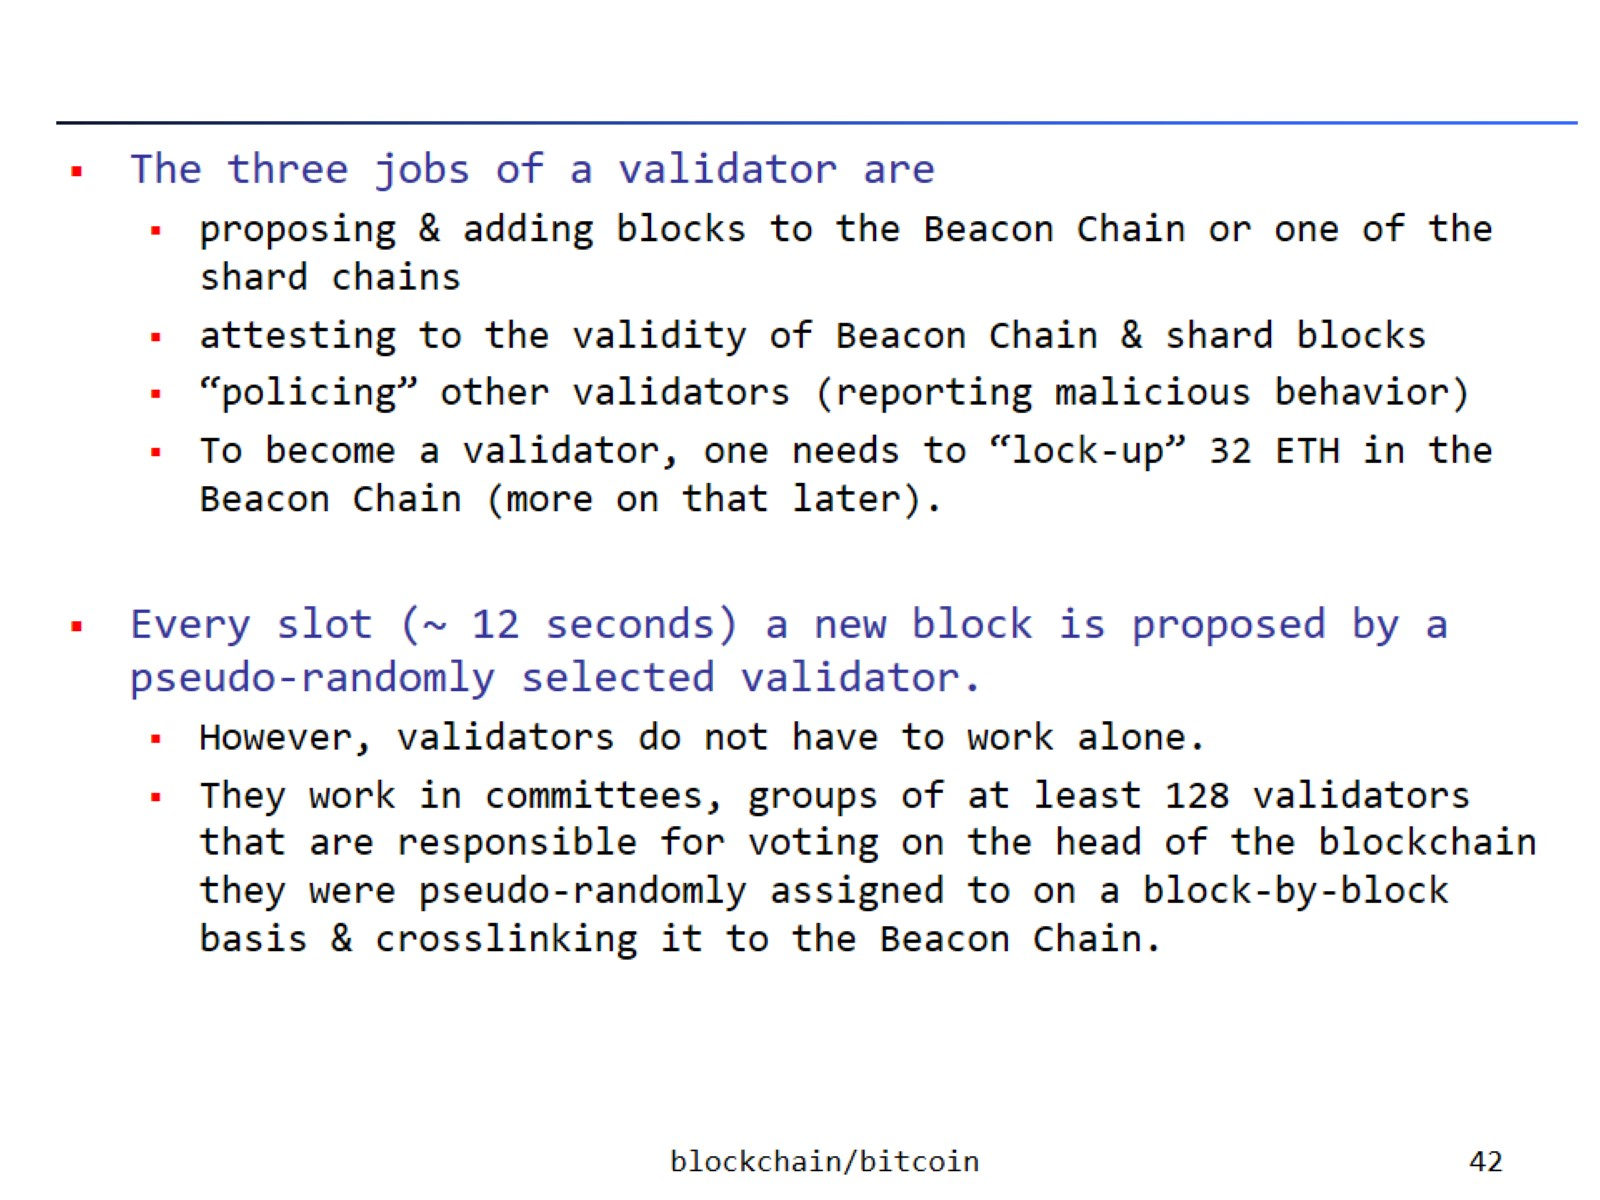 The three jobs of a validator are
proposing & adding blocks to the Beacon Chain or one of the
shard chains
attesting to the validity of Beacon Chain & shard blocks
“policing” other validators (reporting malicious behavior)
To become a validator, one needs to “lock-up” 32 ETH in the
Beacon Chain (more on that later).
Every slot (~ 12 seconds) a new block is proposed by a
pseudo-randomly selected validator.
However, validators do not have to work alone.
They work in committees, groups of at least 128 validators
that are responsible for voting on the head of the blockchain
they were pseudo-randomly assigned to on a block-by-block
basis & crosslinking it to the Beacon Chain.
blockchain/bitcoin
42